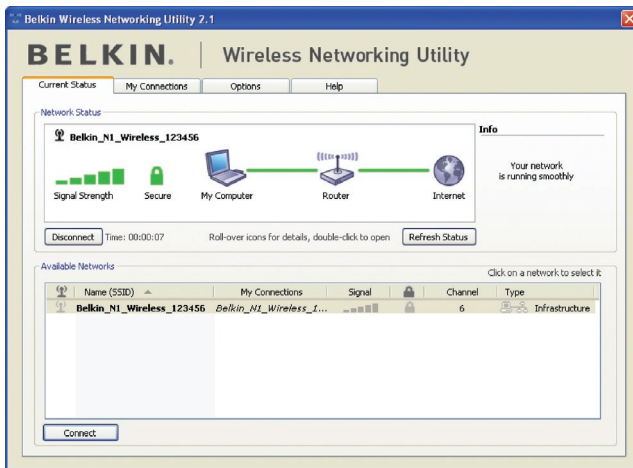 Belkin Wireless Networking Utility 2.1
BELKIN. | Wireless Networking Utility
Current Status My Connections Options Help
Network Status
Belkin_N1_Wireless_123456
Info
Your network
is running smoothly
Signal Strength Secure My Computer Router Internet
Disconnect Time: 00:00:07 Roll-over icons for details, double-click to open Refresh Status
Available Networks
Click on a network to select it
Name (SSID) My Connections Signal Channel Type
Belkin_N1_Wireless_123456 Belkin_N1_Wireless_1... 6 Infrastructure
Connect